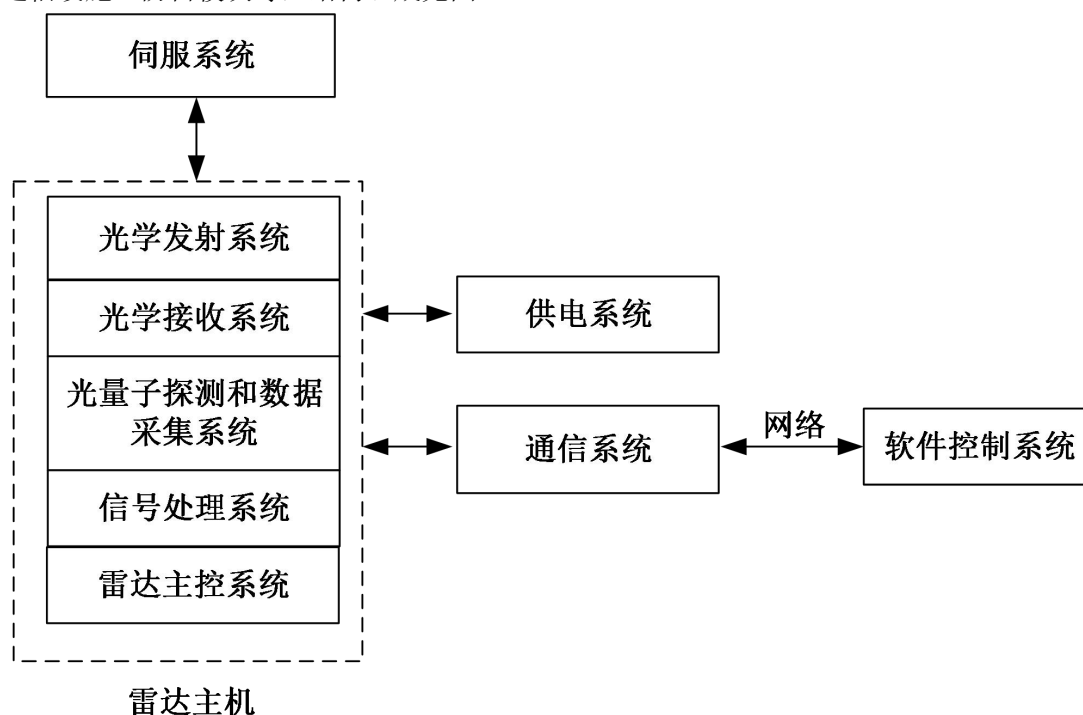 伺服系统
光学发射系统
光学接收系统
供电系统
光量子探测和数据
采集系统
通信系统
网络
软件控制系统
信号处理系统
雷达主控系统
雷达主机